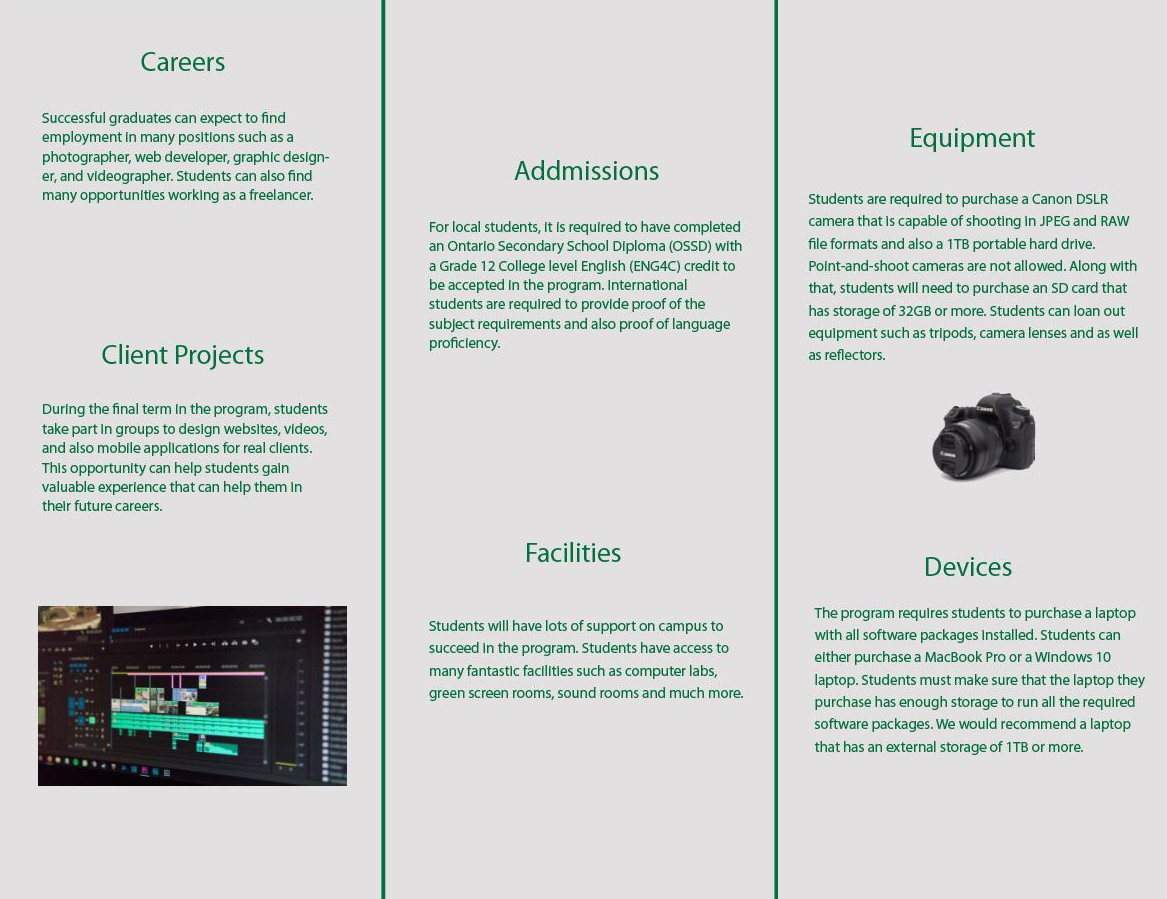 Careers
Successful graduates can expect to find
employment in many positions such as a
photographer, web developer, graphic design-
er, and videographer. Students can also find
many opportunities working as a freelancer.
Client Projects
During the final term in the program, students
take part in groups to design websites, videos,
and also mobile applications for real clients.
This opportunity can help students gain
valuable experience that can help them in
their future careers.
Addmissions
For local students, it is required to have completed
an Ontario Secondary School Diploma (OSSD) with
a Grade 12 College level English (ENG4C) credit to
be accepted in the program. International
students are required to provide proof of the
subject requirements and also proof of language
proficiency.
Facilities
Students will have lots of support on campus to
succeed in the program. Students have access to
many fantastic facilities such as computer labs,
green screen rooms, sound rooms and much more.
Equipment
Students are required to purchase a Canon DSLR
camera that is capable of shooting in JPEG and RAW
file formats and also a 1TB portable hard drive.
Point-and-shoot cameras are not allowed. Along with
that, students will need to purchase an SD card that
has storage of 32GB or more. Students can loan out
equipment such as tripods, camera lenses and as well
as reflectors.
Canon
Canon
Devices
The program requires students to purchase a laptop
with all software packages installed. Students can
either purchase a MacBook Pro or a Windows 10
laptop. Students must make sure that the laptop they
purchase has enough storage to run all the required
software packages. We would recommend a laptop
that has an external storage of 1TB or more.